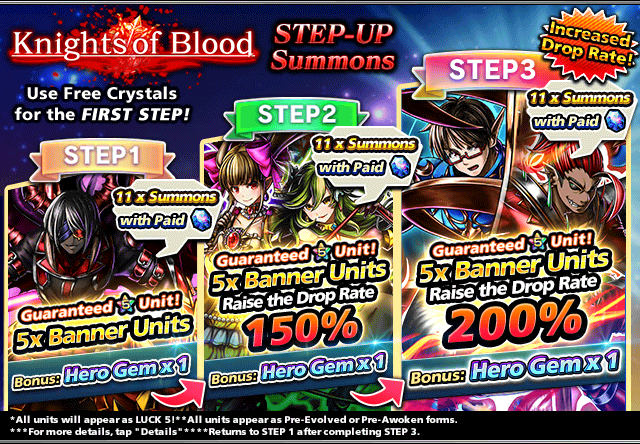 Knights of Blood
STEP-UP
Summons
Increased
Drop Rate!
Use Free Crystals
for the FIRST STEP!
STEP1
11 x Summons
with Paid
Guaranteed 5 Unit!
5x Banner Units
Bonus: Hero Gem x 1
STEP2
11 x Summons
with Paid
Guaranteed 5 Unit!
5x Banner Units
Raise the Drop Rate
150%
Bonus: Hero Gem x 1
STEP3
11 x Summons
with Paid
Guaranteed 5 Unit!
5x Banner Units
Raise the Drop Rate
200%
Bonus: Hero Gem x 1
*All units will appear as LUCK 5!**All units appear as Pre-Evolved or Pre-Awoken forms.
***For more details, tap "Details"****Returns to STEP 1 after completing STEP 3.